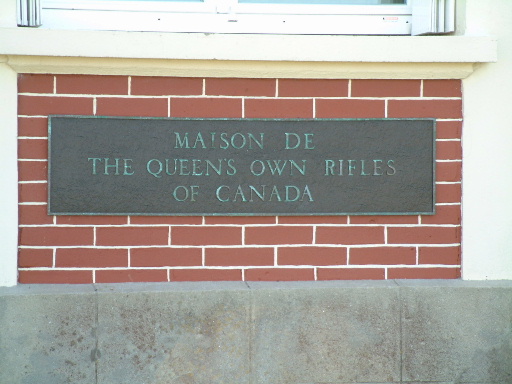 MAISON DE
THE QUEEN'S OWN RIFLES
OF CANADA